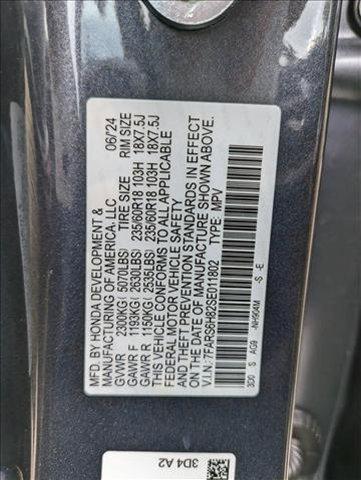 MFD. BY HONDA DEVELOPMENT & 06/24
MANUFACTURING OF AMERICA, LLC
TIRE SIZE RIM SIZE
GVWR 2300KG( 5070LBS)
GAWR F 1193KG( 2630LBS) 235/60R18 103H 18X7.5J
GAWR R 1150KG( 2535LBS) 235/60R18 103H 18X7.5J
THIS VEHICLE CONFORMS TO ALL APPLICABLE
FEDERAL MOTOR VEHICLE SAFETY
AND THEFT PREVENTION STANDARDS IN EFFECT
ON THE DATE OF MANUFACTURE SHOWN ABOVE.
V.I.N.: 7FARS6H82SE011802 TYPE: MPV
3D0 S AG9 -NH904M -S -E
3D4 A2